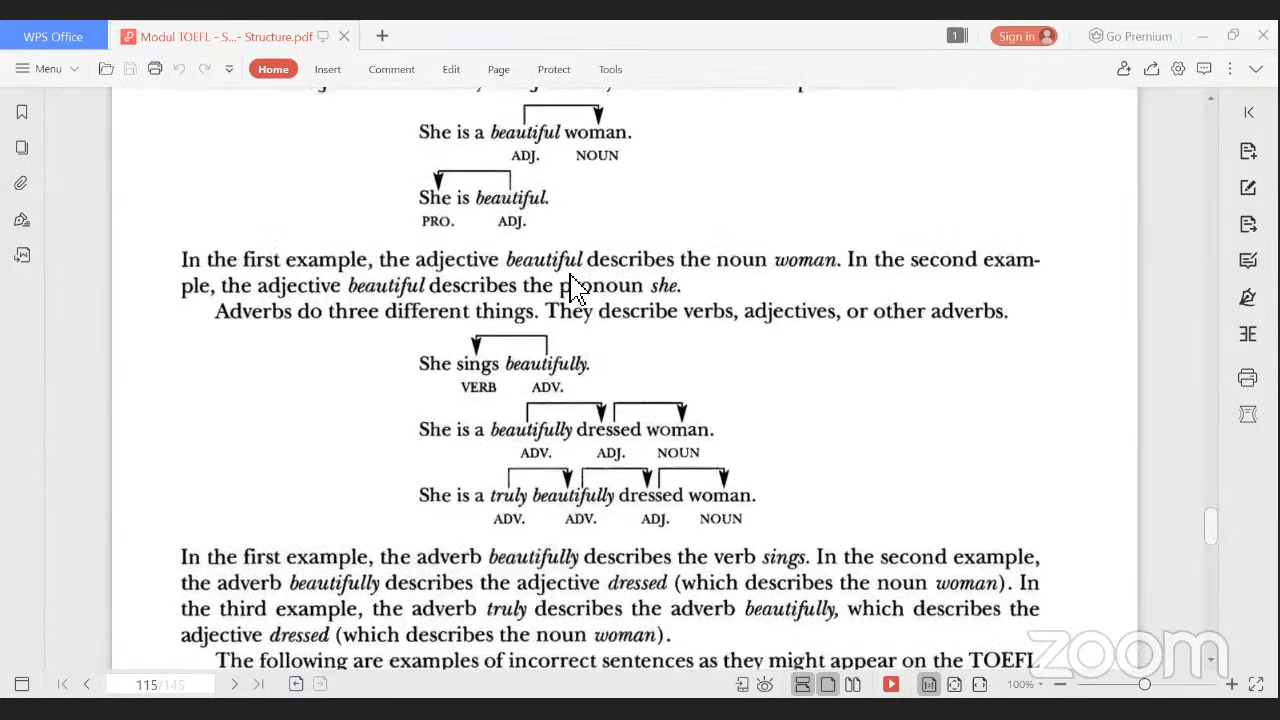 WPS Office
Modul TOEFL - S...- Structure.pdf
1
Sign in
Go Premium
Menu
Home
Insert
Comment
Edit
Page
Protect
Tools
She is a beautiful woman.
ADJ. NOUN
She is beautiful.
PRO. ADJ.
In the first example, the adjective beautiful describes the noun woman. In the second exam-
ple, the adjective beautiful describes the pronoun she.
Adverbs do three different things. They describe verbs, adjectives, or other adverbs.
She sings beautifully.
VERB ADV.
She is a beautifully dressed woman.
ADV. ADJ. NOUN
She is a truly beautifully dressed woman.
ADV. ADV. ADJ. NOUN
In the first example, the adverb beautifully describes the verb sings. In the second example,
the adverb beautifully describes the adjective dressed (which describes the noun woman). In
the third example, the adverb truly describes the adverb beautifully, which describes the
adjective dressed (which describes the noun woman).
The following are examples of incorrect sentences as they might appear on the TOEFL
zoom
115/145
1:1
100%